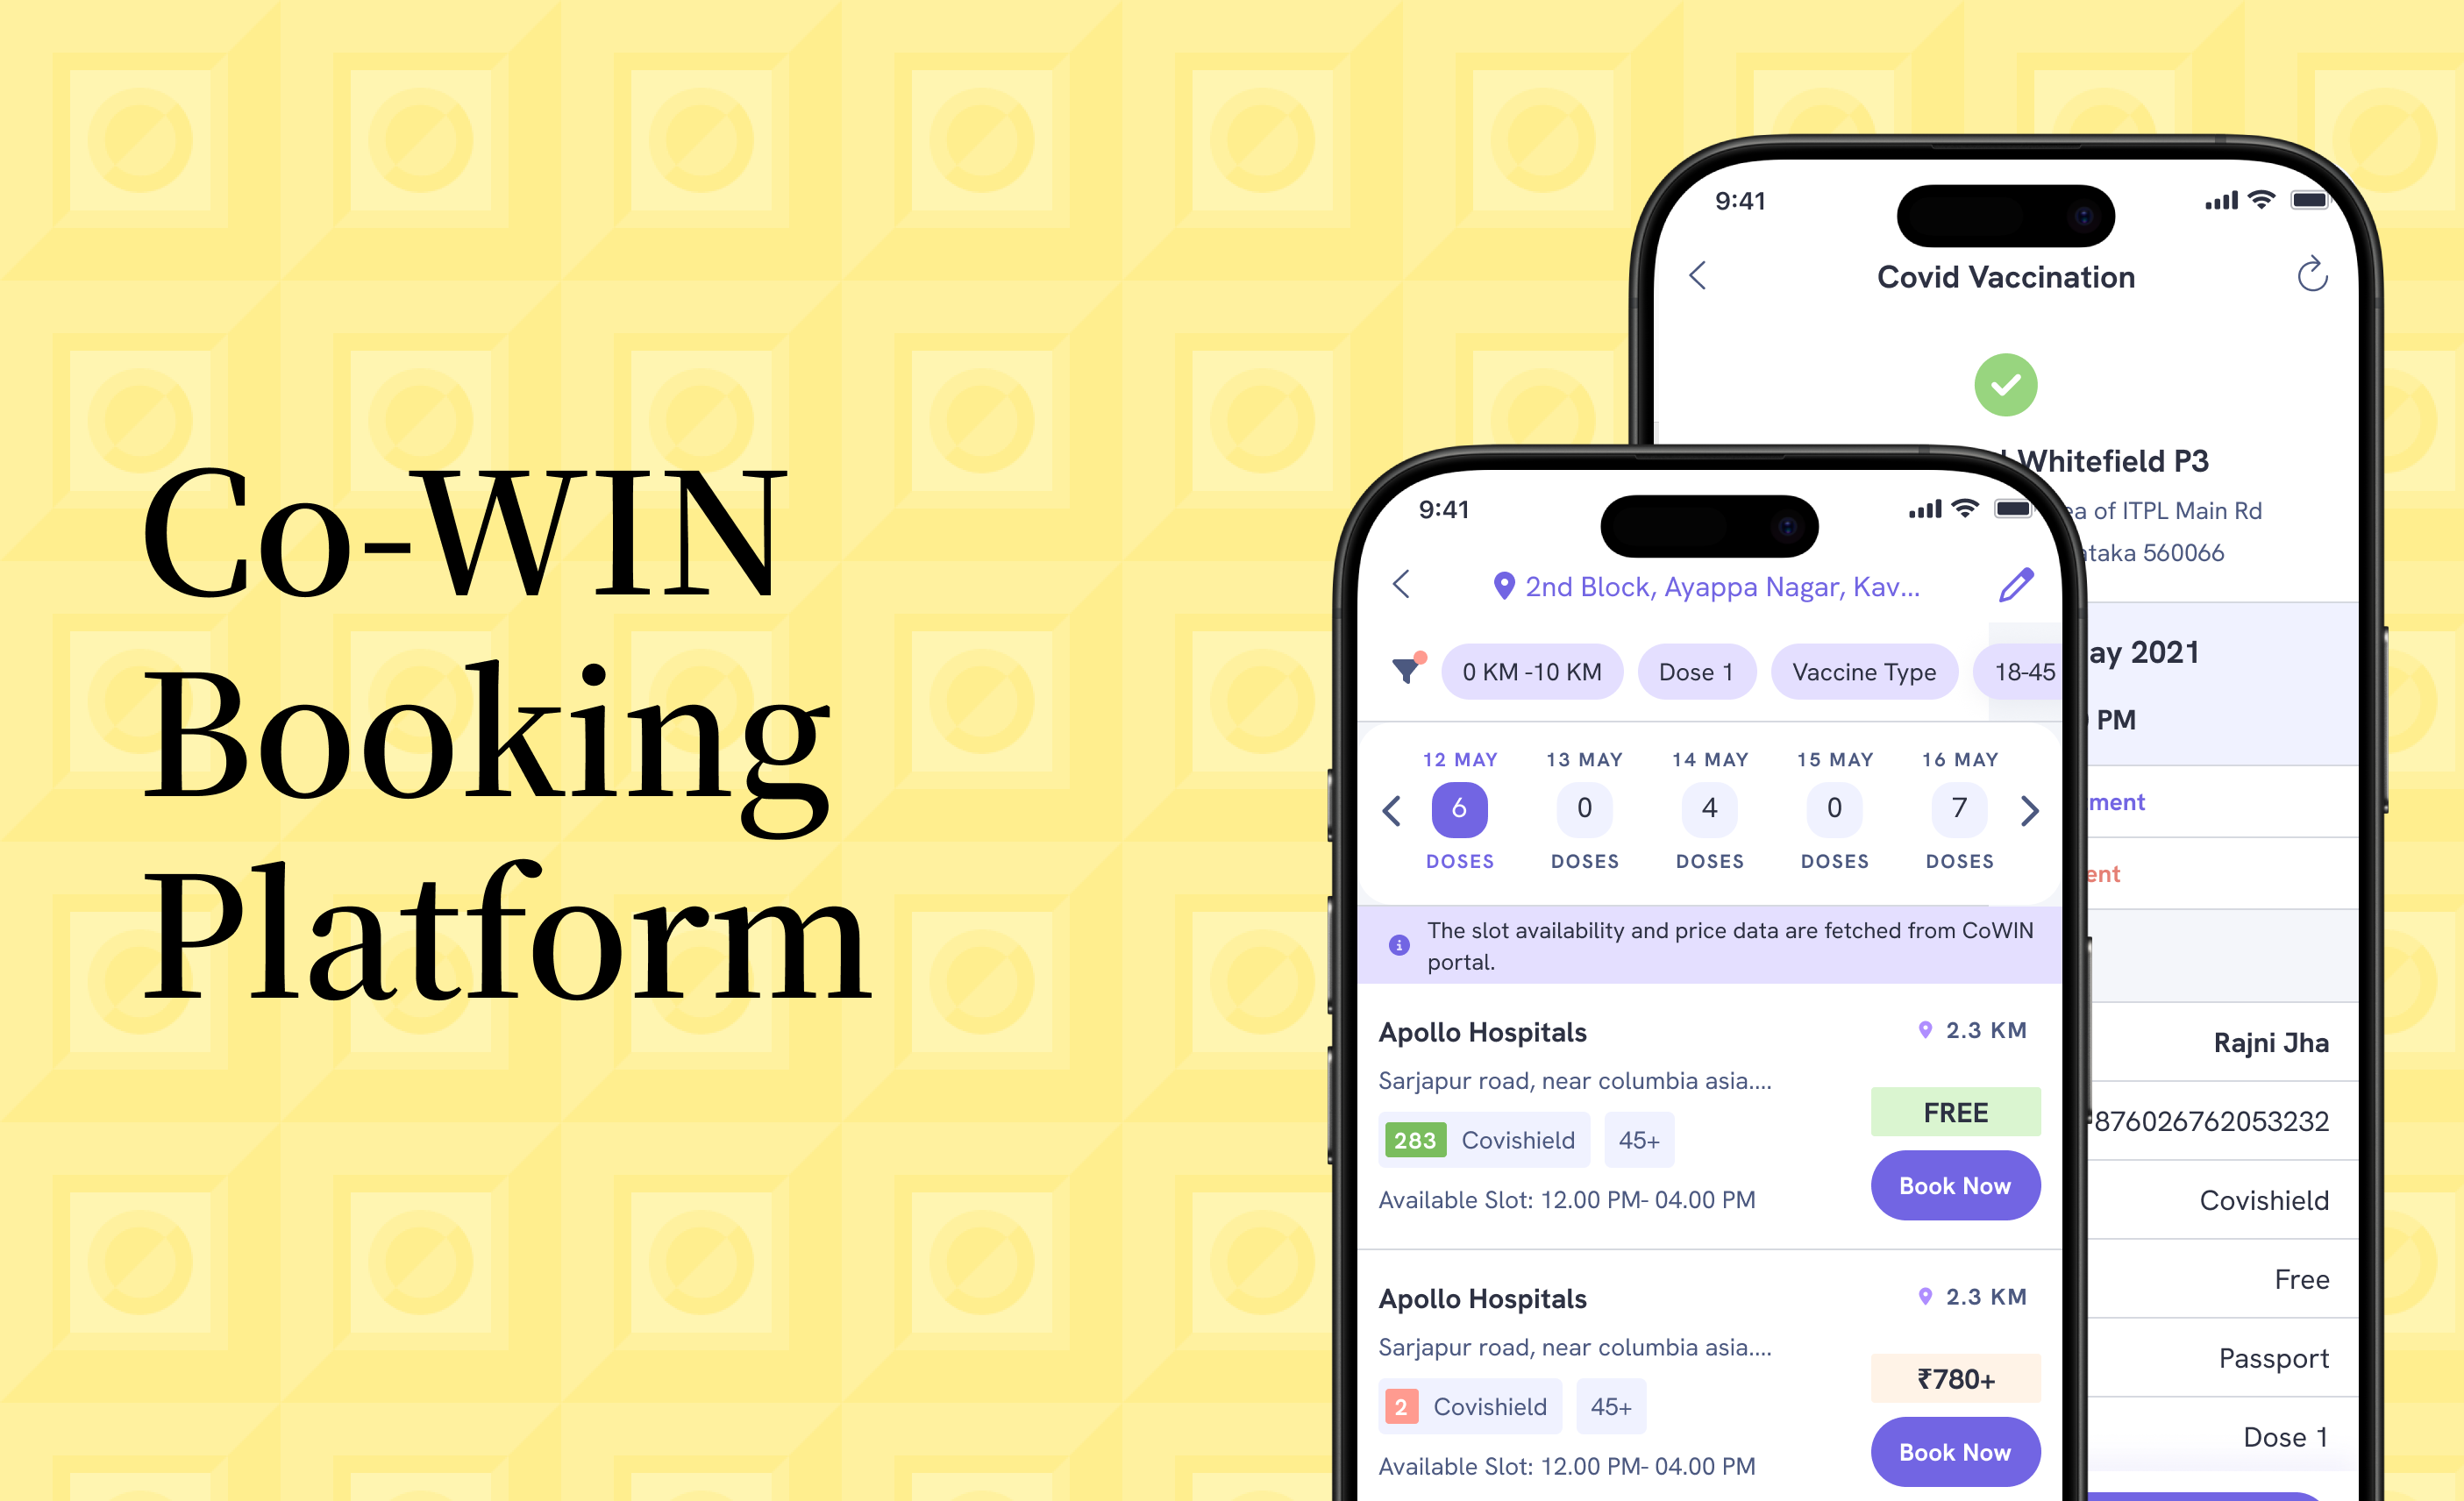 Co-WIN
Booking
Platform
9:41
Covid Vaccination
Whitefield P3
of ITPL Main Rd
560066
2021
PM
Rajni Jha
876026762053232
Covishield
Free
Passport
Dose 1
9:41
2nd Block, Ayappa Nagar, Kav...
0 KM -10 KM
Dose 1
Vaccine Type
18-45
12 MAY 13 MAY 14 MAY 15 MAY 16 MAY
6 0 4 0 7
DOSES DOSES DOSES DOSES DOSES
The slot availability and price data are fetched from CoWIN
portal.
Apollo Hospitals
2.3 KM
Sarjapur road, near columbia asia....
FREE
283 Covishield 45+
Book Now
Available Slot: 12.00 PM- 04.00 PM
Apollo Hospitals
2.3 KM
Sarjapur road, near columbia asia....
₹780+
2 Covishield 45+
Book Now
Available Slot: 12.00 PM- 04.00 PM